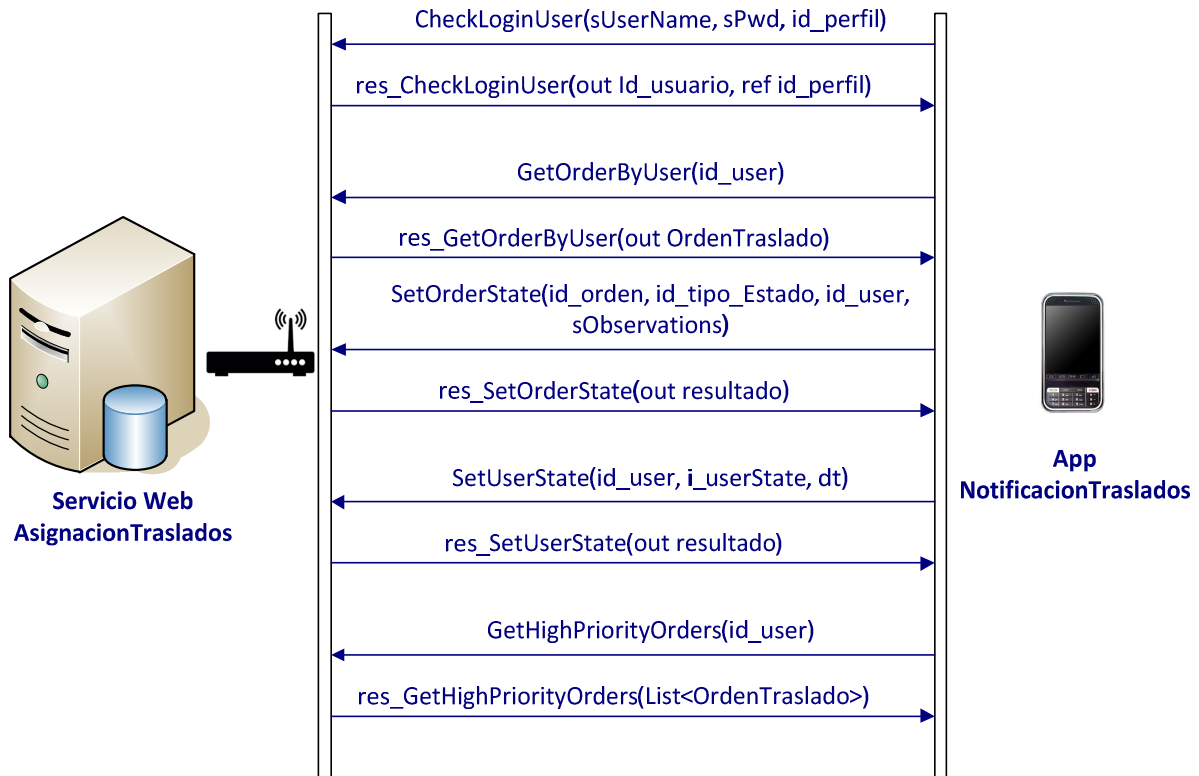 CheckLoginUser(sUserName, sPwd, id_perfil)
res_CheckLoginUser(out Id_usuario, ref id_perfil)
GetOrderByUser(id_user)
res_GetOrderByUser(out OrdenTraslado)
SetOrderState(id_orden, id_tipo_Estado, id_user,
sObservations)
res_SetOrderState(out resultado)
SetUserState(id_user, i_userState, dt)
res_SetUserState(out resultado)
GetHighPriorityOrders(id_user)
res_GetHighPriorityOrders(List<OrdenTraslado>)
Servicio Web
AsignacionTraslados
App
NotificacionTraslados